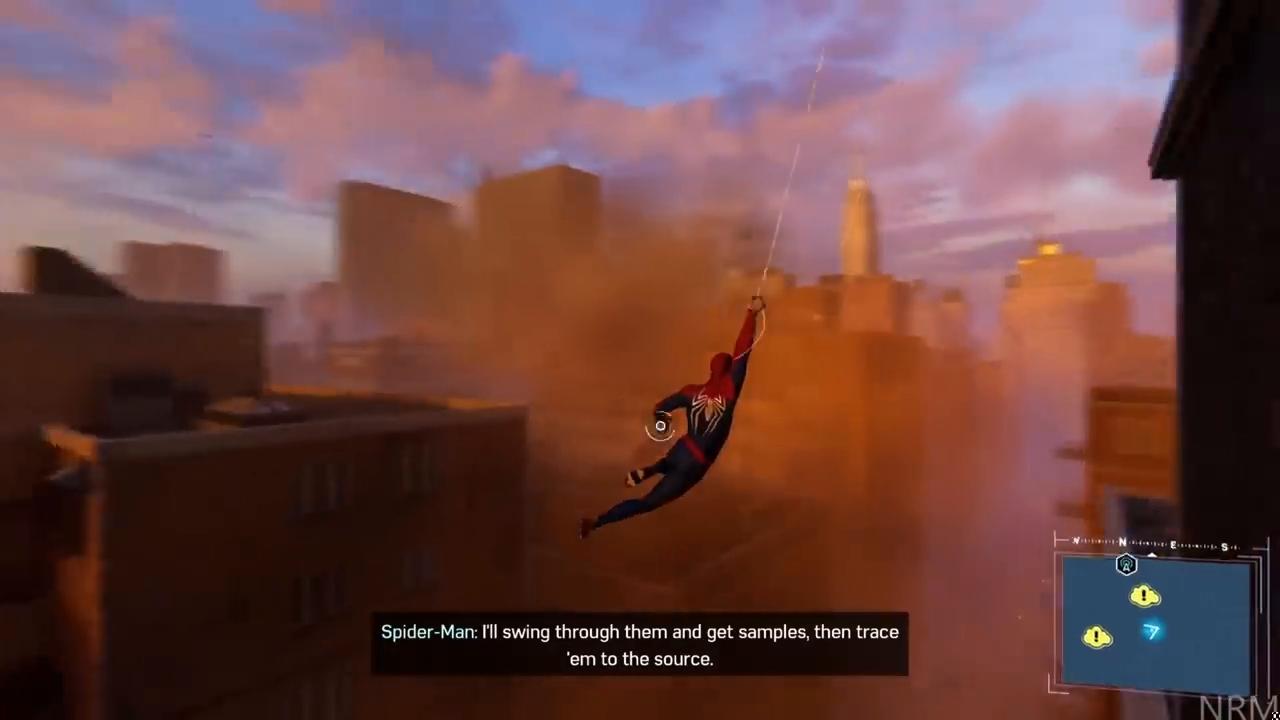 N E S
Spider-Man: I'll swing through them and get samples, then trace
'em to the source.
NRM